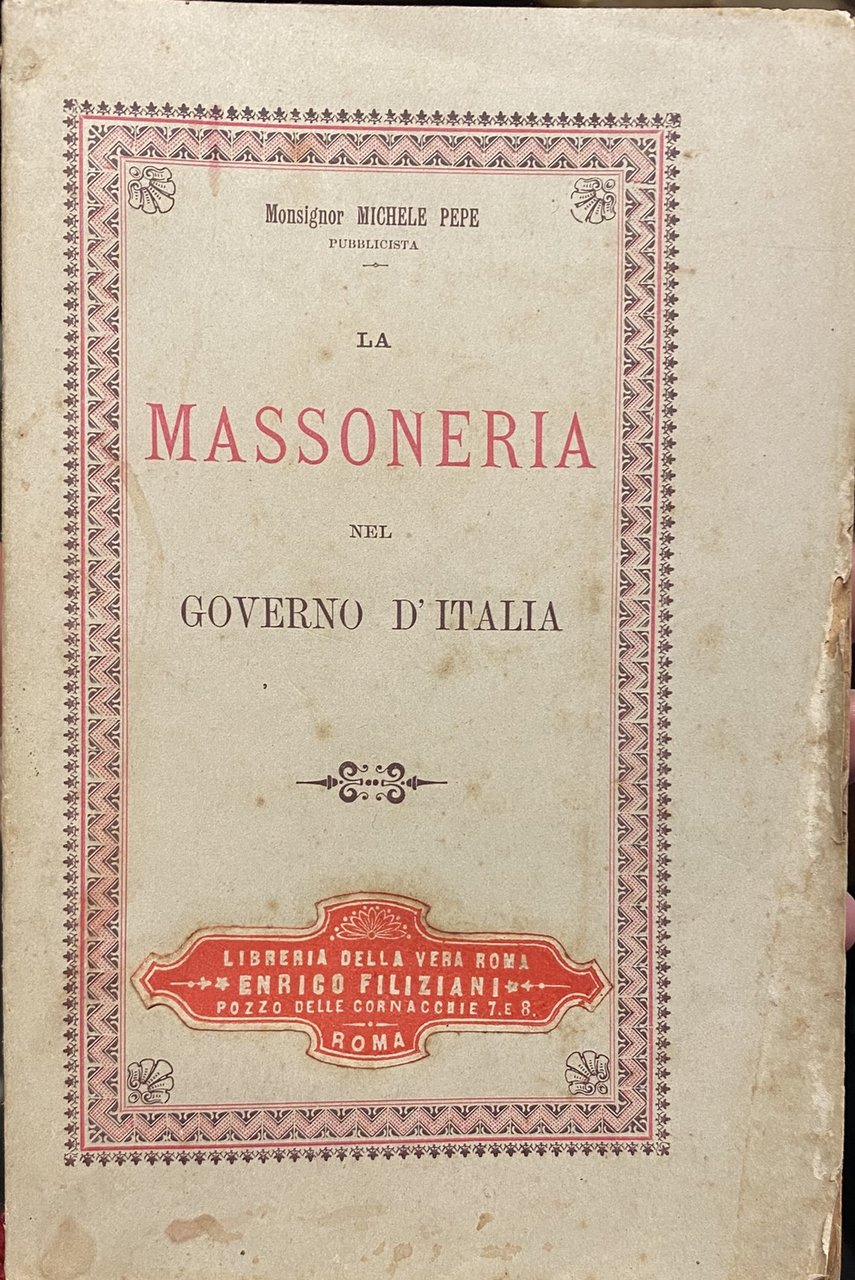 Monsignor MICHELE PEPE
PUBBLICISTA
LA
MASSONERIA
NEL
GOVERNO D'ITALIA
LIBRERIA DELLA VERA ROMA
ENRICO FILIZIANI
POZZO DELLE CORNACCHIE 7. E 8.
ROMA